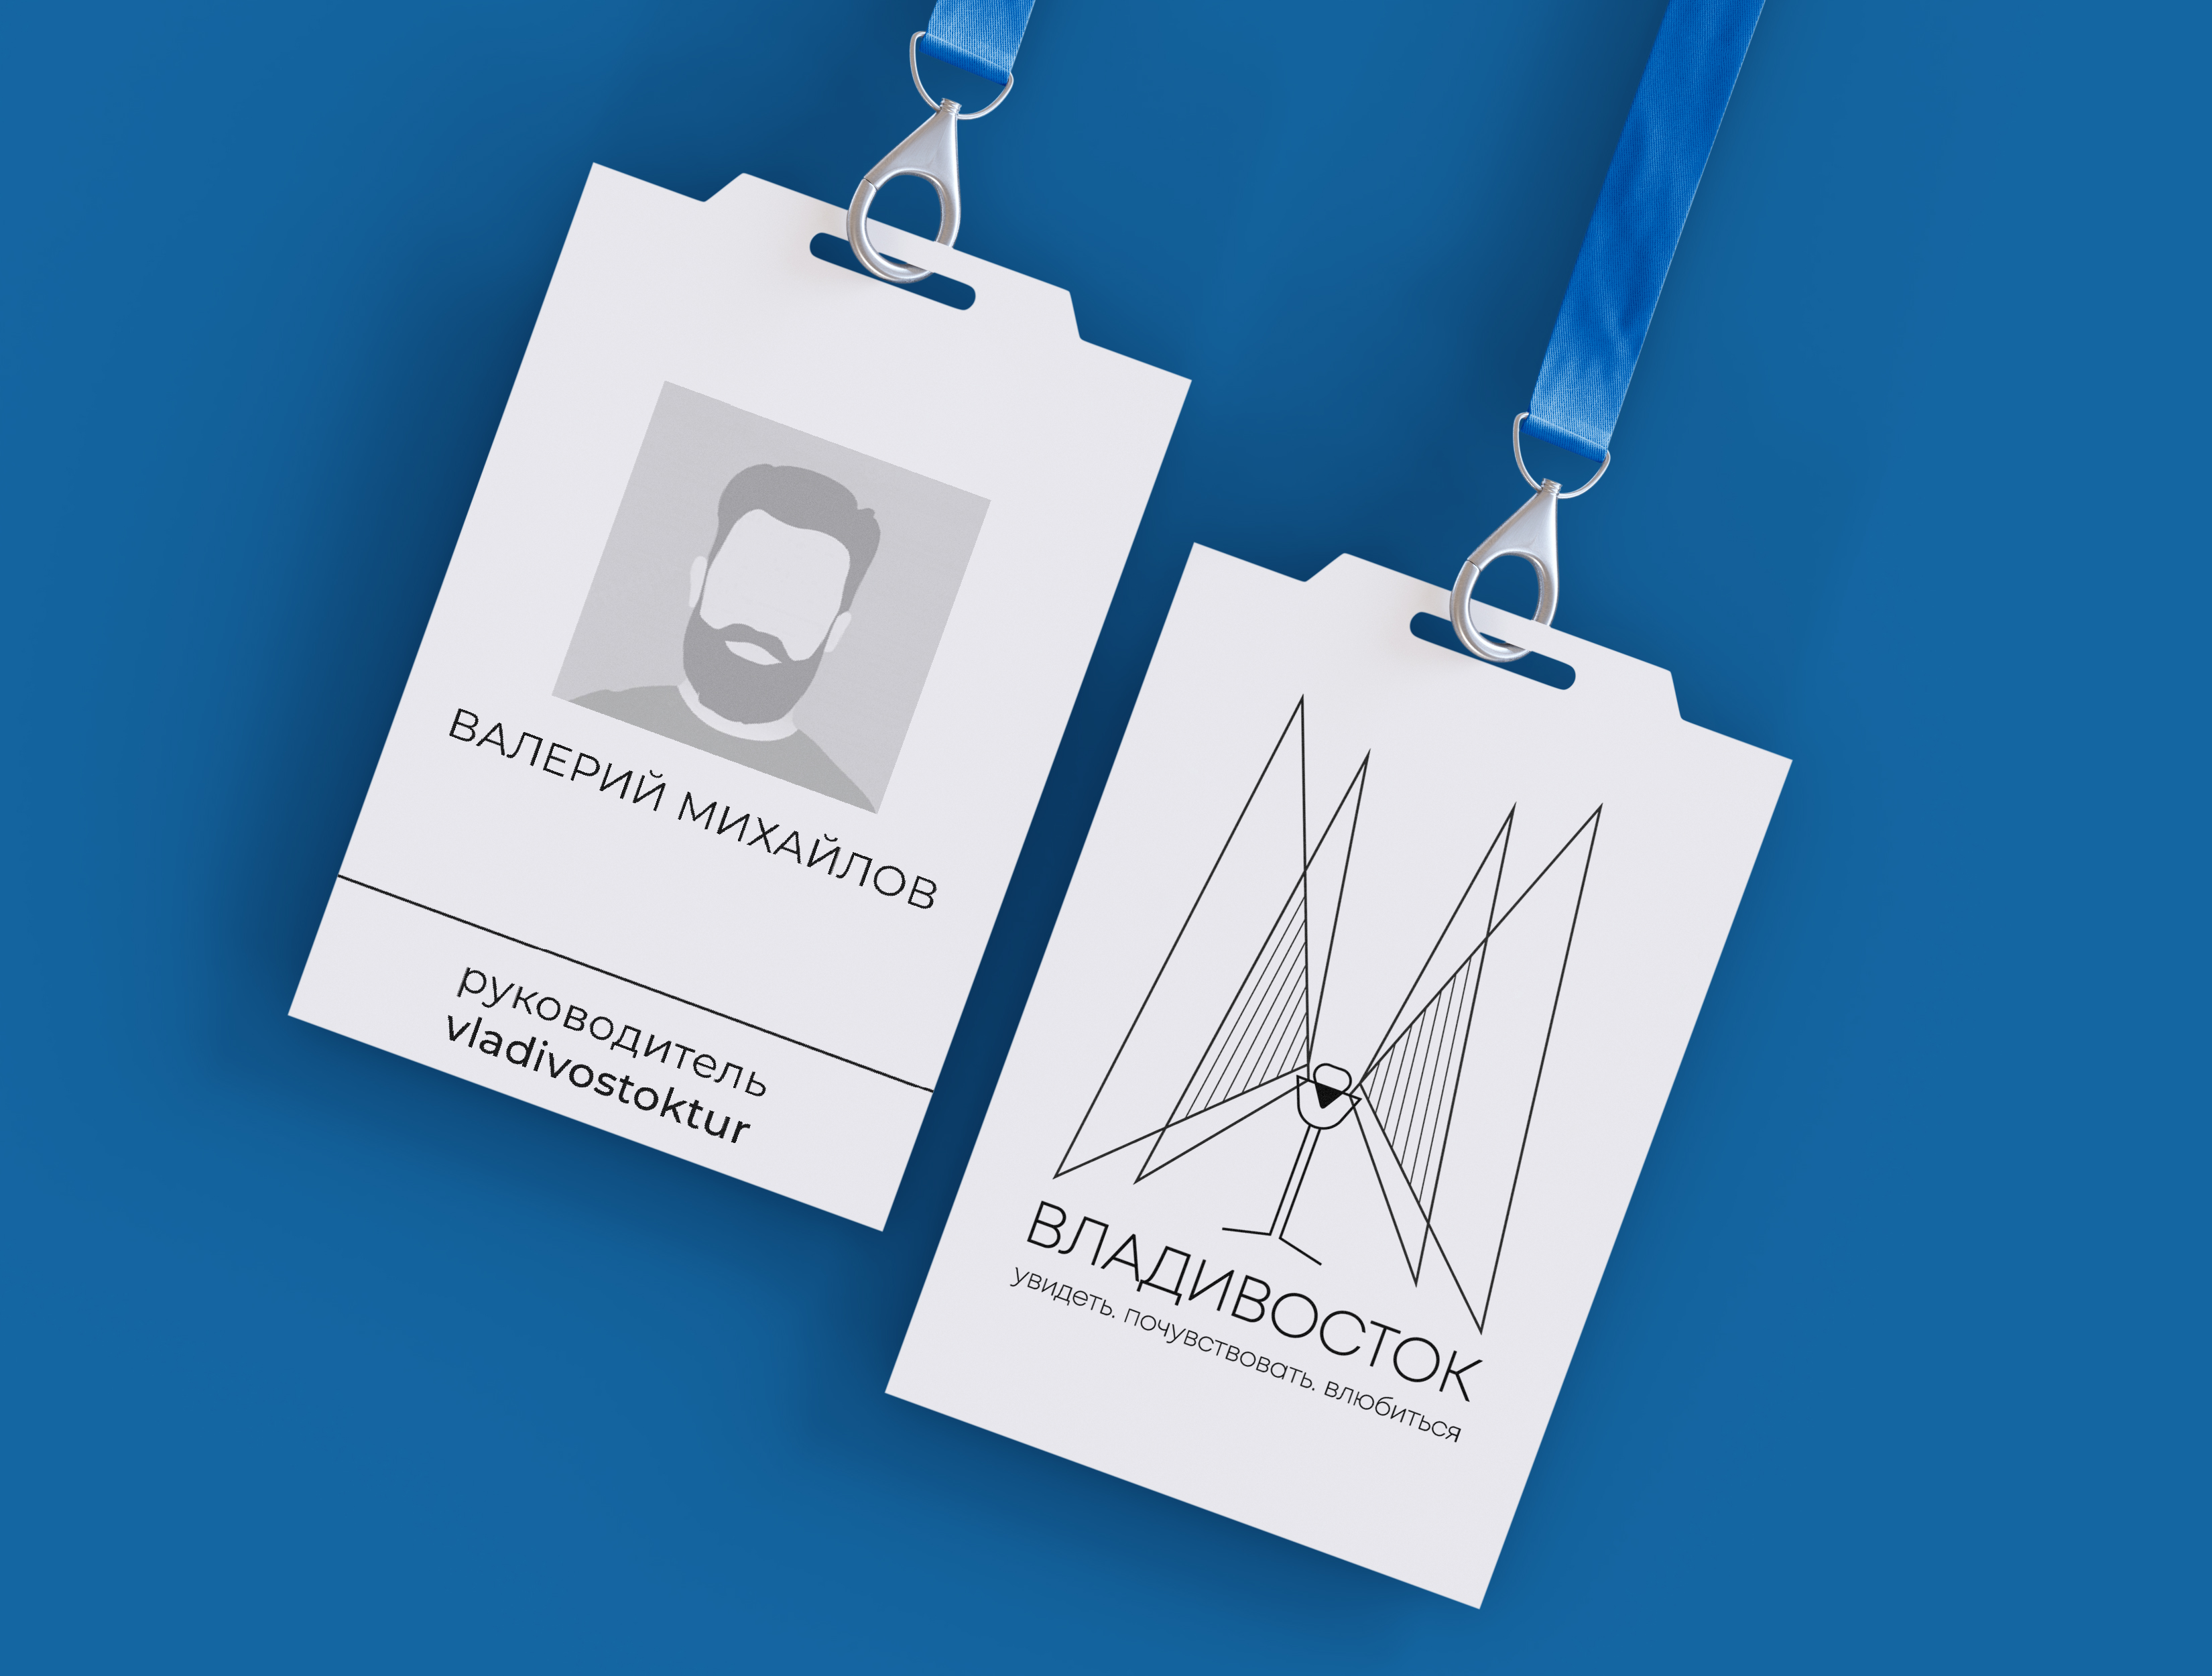 ВАЛЕРИЙ МИХАЙЛОВ
руководитель
vladivostoktur
ВЛАДИВОСТОК
увидеть. почувствовать. влюбиться